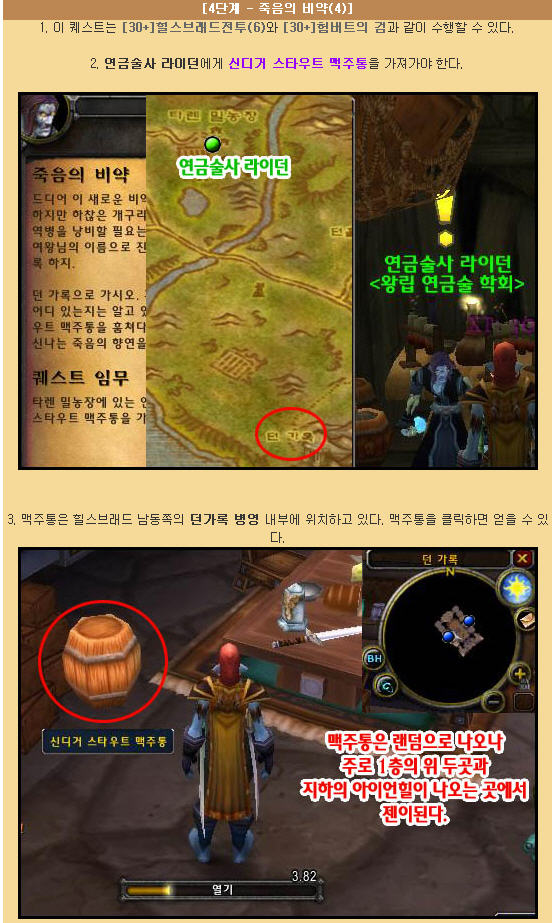 [4단계 - 죽음의 비약(4)]
1. 이 퀘스트는 [30+]힐스브래드전투(6)와 [30+]험버트의 검과 같이 수행할 수 있다.
2. 연금술사 라이던에게 신디거 스타우트 맥주통을 가져가야 한다.
죽음의 비약
드디어 이 새로운 비약
하지만 하찮은 개구리
역병을 낭비할 필요는
여왕님의 이름으로 진
록 하지.
던 가록으로 가시오.
어디 있는지는 알고 있
우트 맥주통을 훔쳐다
신나는 죽음의 향연을
퀘스트 임무
타렌 밀농장에 있는 연
스타우트 맥주통을 가
타렌 밀농장
연금술사 라이던
던 가록
연금술사 라이던
<왕립 연금술 학회>
3. 맥주통은 힐스브래드 남동쪽의 던가록 병영 내부에 위치하고 있다. 맥주통을 클릭하면 얻을 수 있
다.
신디거 스타우트 맥주통
던 가록
N
BH
맥주통은 랜덤으로 나오나
주로 1층의 위 두곳과
지하의 아이언힐이 나오는 곳에서
젠이된다.
3.82
열기